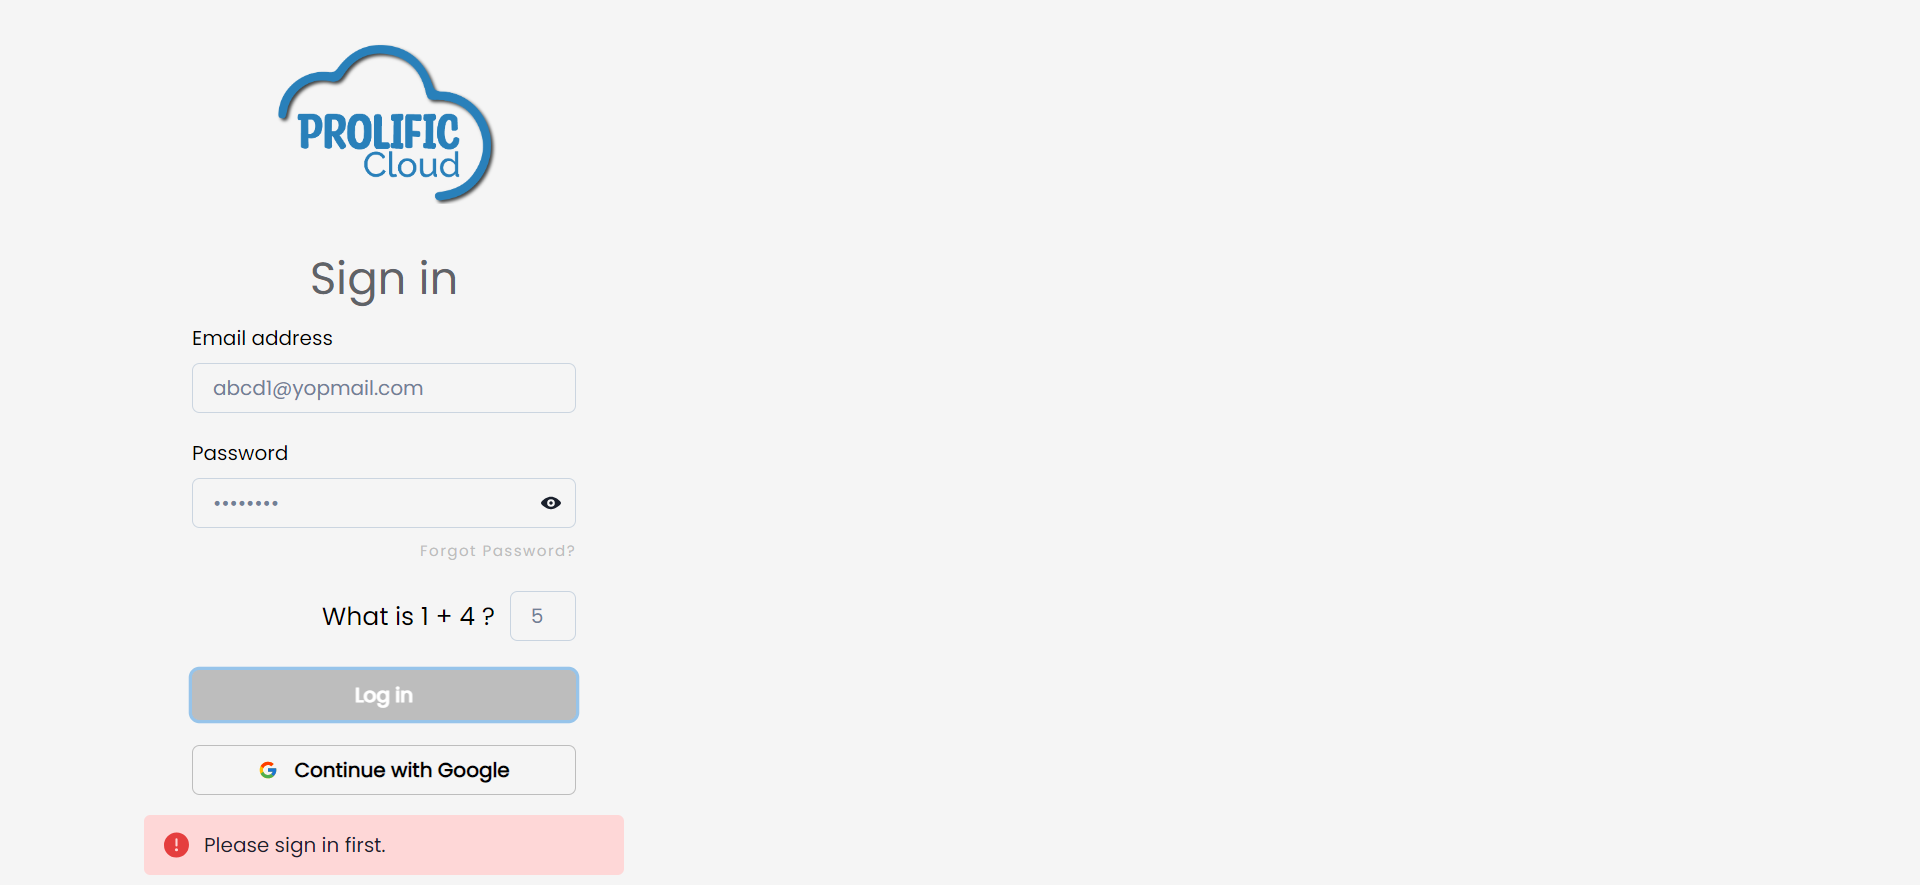 PROLIFIC
Cloud
Sign in
Email address
abcd1@yopmail.com
Password
••••••••
Forgot Password?
What is 1 + 4 ? 5
Log in
Continue with Google
Please sign in first.